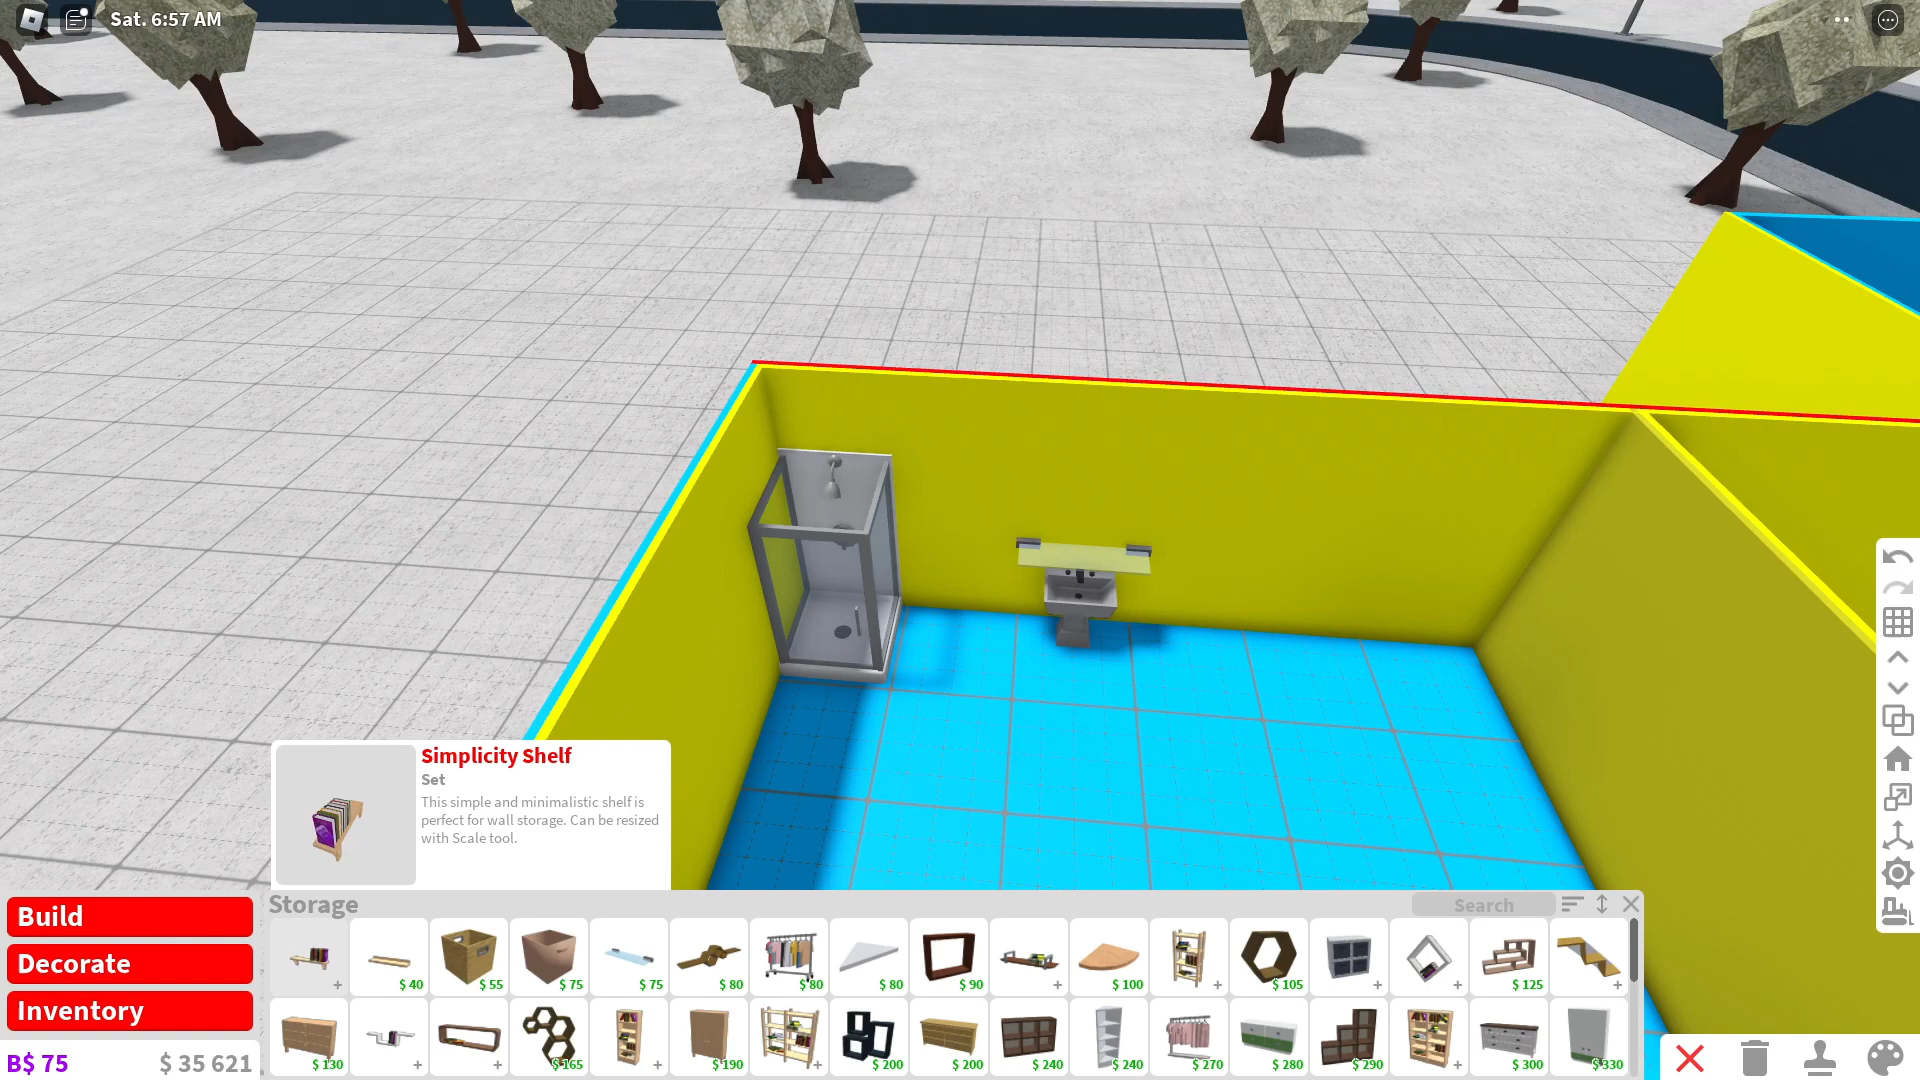 Sat. 6:57 AM
Simplicity Shelf
Set
This simple and minimalistic shelf is
perfect for wall storage. Can be resized
with Scale tool.
Storage
Search
Build
Decorate
Inventory
B$ 75
$ 35 621
+
$ 40
$ 55
$ 75
$ 75
$ 80
$ 80
$ 80
$ 90
+
$ 100
+
$ 105
+
+
$ 125
+
$ 130
+
+
$ 165
+
$ 190
+
$ 200
$ 200
$ 240
$ 240
$ 270
$ 280
$ 290
+
$ 300
$ 330